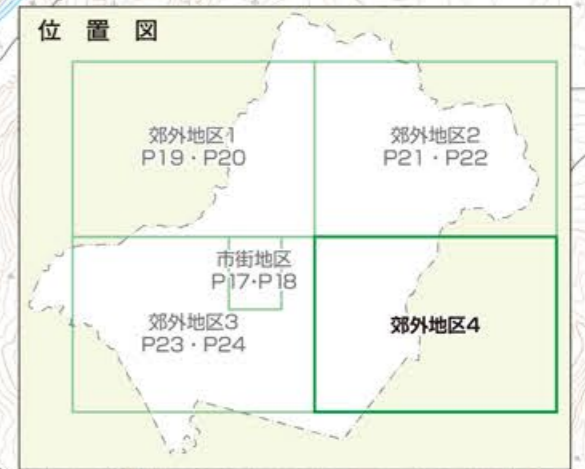 位置図
郊外地区1
P19・P20
郊外地区2
P21・P22
市街地区
P17・P18
郊外地区3
P23・P24
郊外地区4